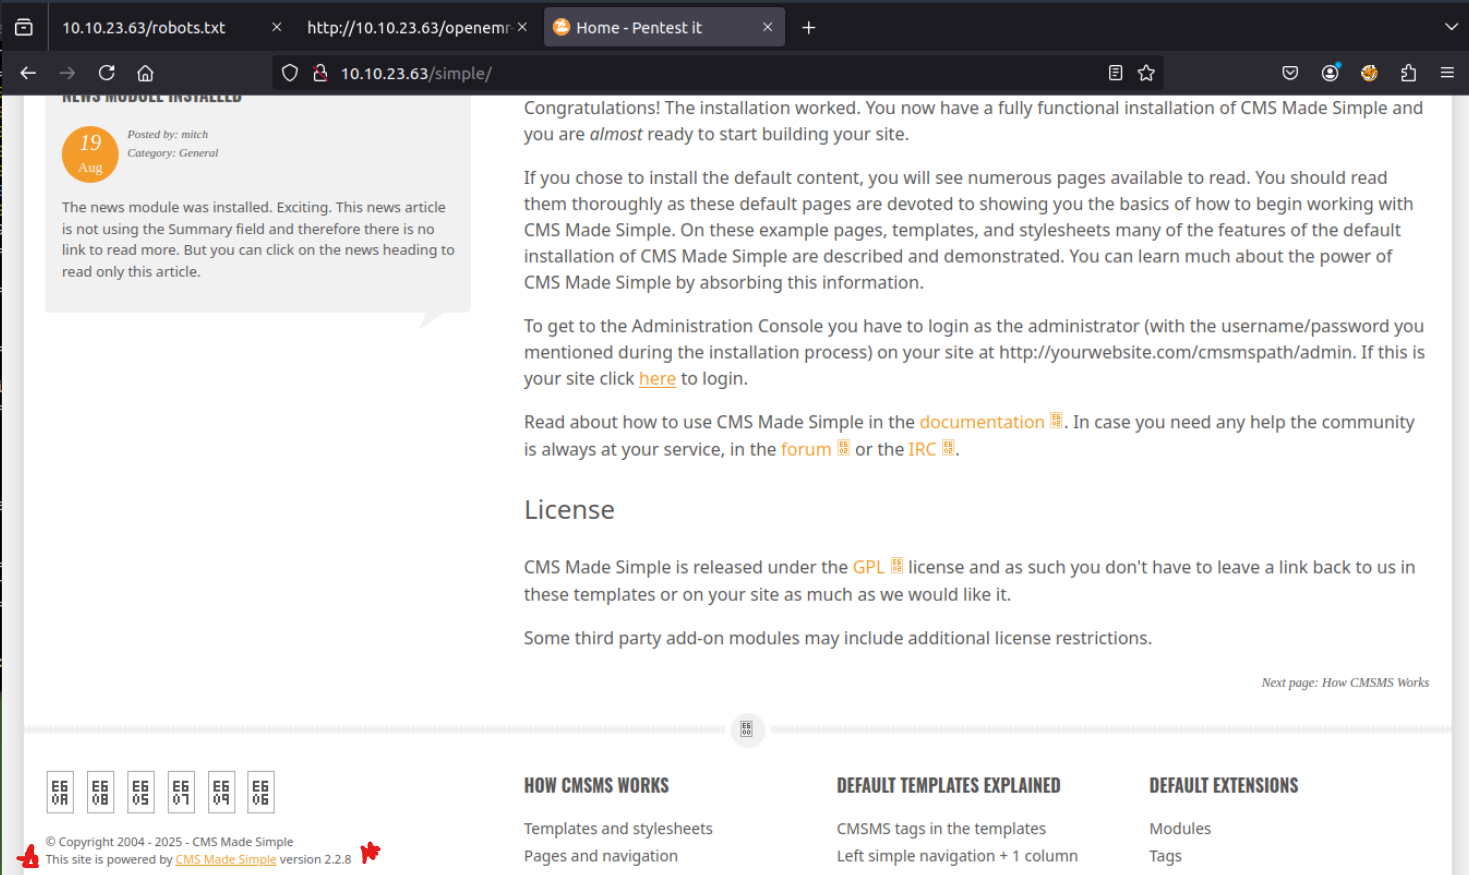 10.10.23.63/robots.txt
http://10.10.23.63/openemr-
Home - Pentest it
10.10.23.63/simple/
NEWS MODULE INSTALLED
19
Aug
Posted by: mitch
Category: General
The news module was installed. Exciting. This news article
is not using the Summary field and therefore there is no
link to read more. But you can click on the news heading to
read only this article.
Congratulations! The installation worked. You now have a fully functional installation of CMS Made Simple and
you are almost ready to start building your site.
If you chose to install the default content, you will see numerous pages available to read. You should read
them thoroughly as these default pages are devoted to showing you the basics of how to begin working with
CMS Made Simple. On these example pages, templates, and stylesheets many of the features of the default
installation of CMS Made Simple are described and demonstrated. You can learn much about the power of
CMS Made Simple by absorbing this information.
To get to the Administration Console you have to login as the administrator (with the username/password you
mentioned during the installation process) on your site at http://yourwebsite.com/cmsmspath/admin. If this is
your site click here to login.
Read about how to use CMS Made Simple in the documentation. In case you need any help the community
is always at your service, in the forum or the IRC.
License
CMS Made Simple is released under the GPL license and as such you don't have to leave a link back to us in
these templates or on your site as much as we would like it.
Some third party add-on modules may include additional license restrictions.
Next page: How CMSMS Works
© Copyright 2004 - 2025 - CMS Made Simple
This site is powered by CMS Made Simple version 2.2.8
HOW CMSMS WORKS
Templates and stylesheets
Pages and navigation
DEFAULT TEMPLATES EXPLAINED
CMSMS tags in the templates
Left simple navigation + 1 column
DEFAULT EXTENSIONS
Modules
Tags